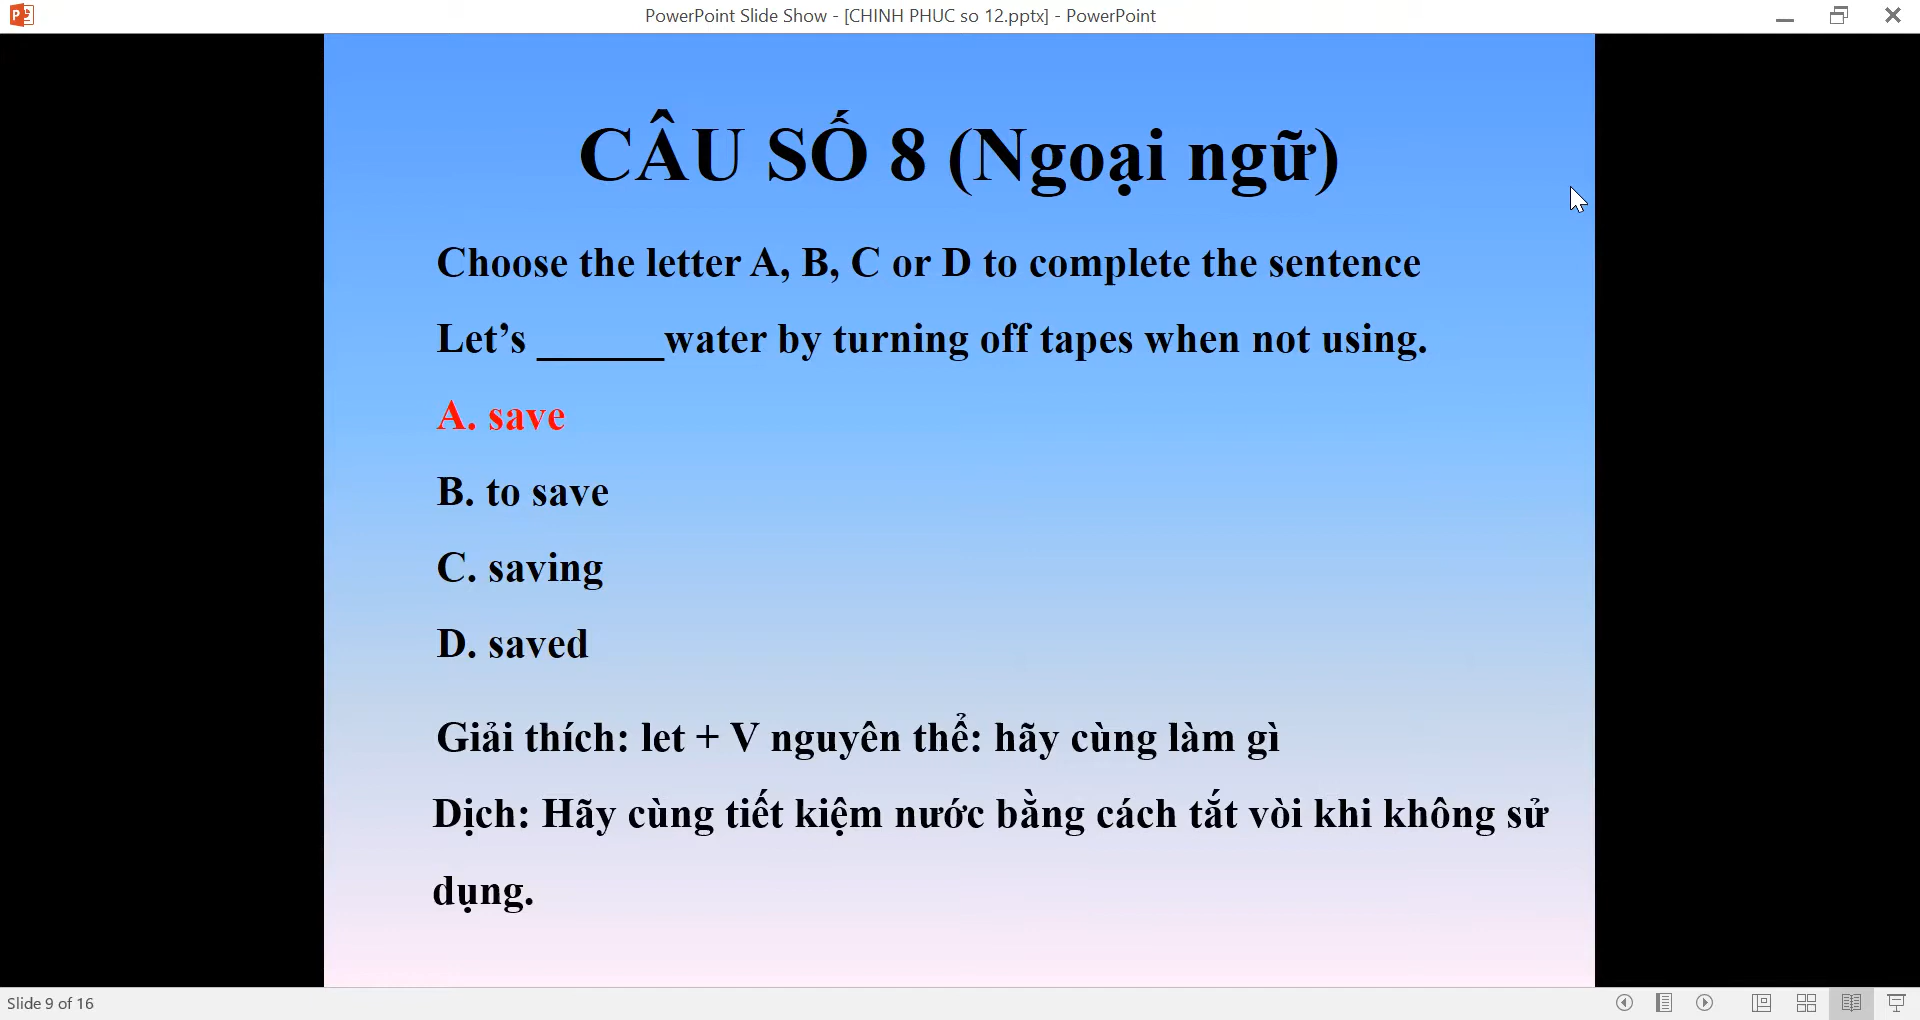 PowerPoint Slide Show - [CHINH PHUC so 12.pptx] - PowerPoint
CÂU SỐ 8 (Ngoại ngữ)
Choose the letter A, B, C or D to complete the sentence
Let’s ______water by turning off tapes when not using.
A. save
B. to save
C. saving
D. saved
Giải thích: let + V nguyên thể: hãy cùng làm gì
Dịch: Hãy cùng tiết kiệm nước bằng cách tắt vòi khi không sử
dụng.
Slide 9 of 16